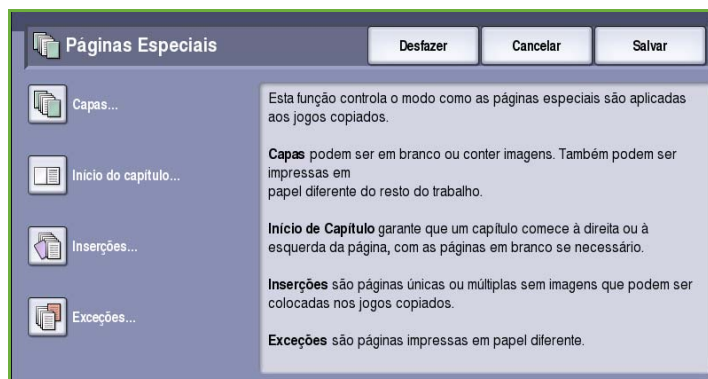 Páginas Especiais
Desfazer
Cancelar
Salvar
Capas...
Início do capítulo...
Inserções...
Exceções...
Esta função controla o modo como as páginas especiais são aplicadas
aos jogos copiados.
Capas podem ser em branco ou conter imagens. Também podem ser
impressas em
papel diferente do resto do trabalho.
Início de Capítulo garante que um capítulo comece à direita ou à
esquerda da página, com as páginas em branco se necessário.
Inserções são páginas únicas ou múltiplas sem imagens que podem ser
colocadas nos jogos copiados.
Exceções são páginas impressas em papel diferente.